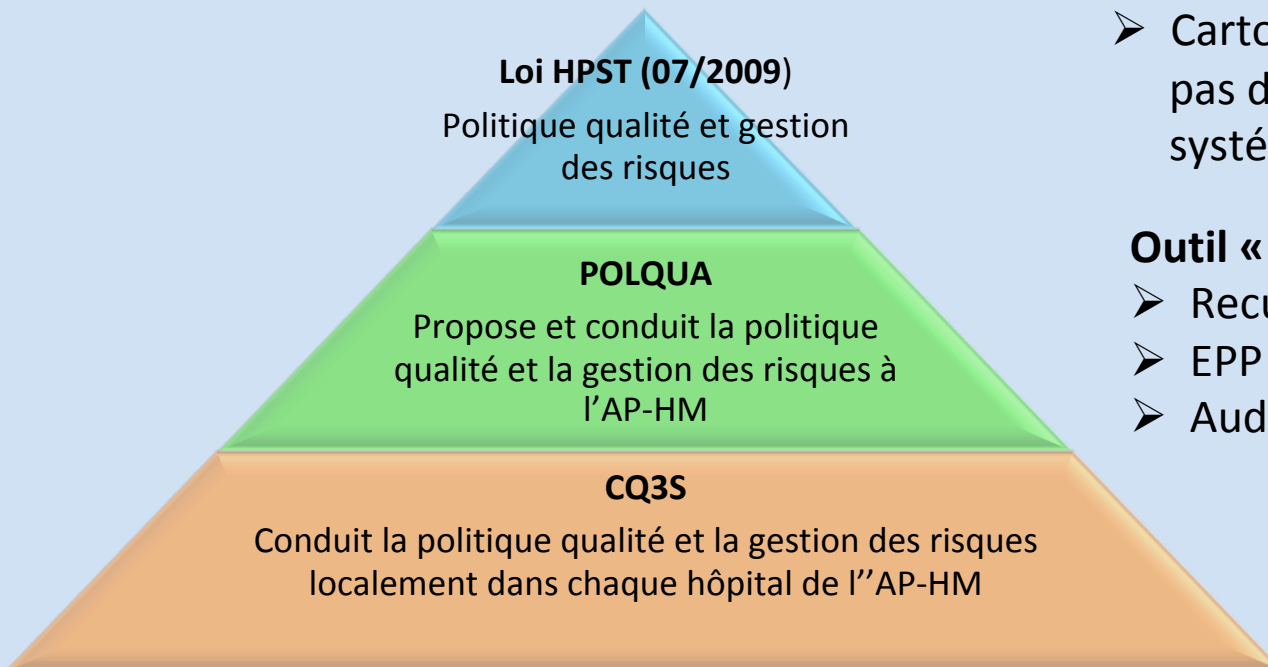 Loi HPST (07/2009)
Politique qualité et gestion
des risques
POLQUA
Propose et conduit la politique
qualité et la gestion des risques à
l’AP-HM
CQ3S
Conduit la politique qualité et la gestion des risques
localement dans chaque hôpital de l’’AP-HM
➢ Carto
pas d
systé
Outil «
➢ Recu
➢ EPP
➢ Aud